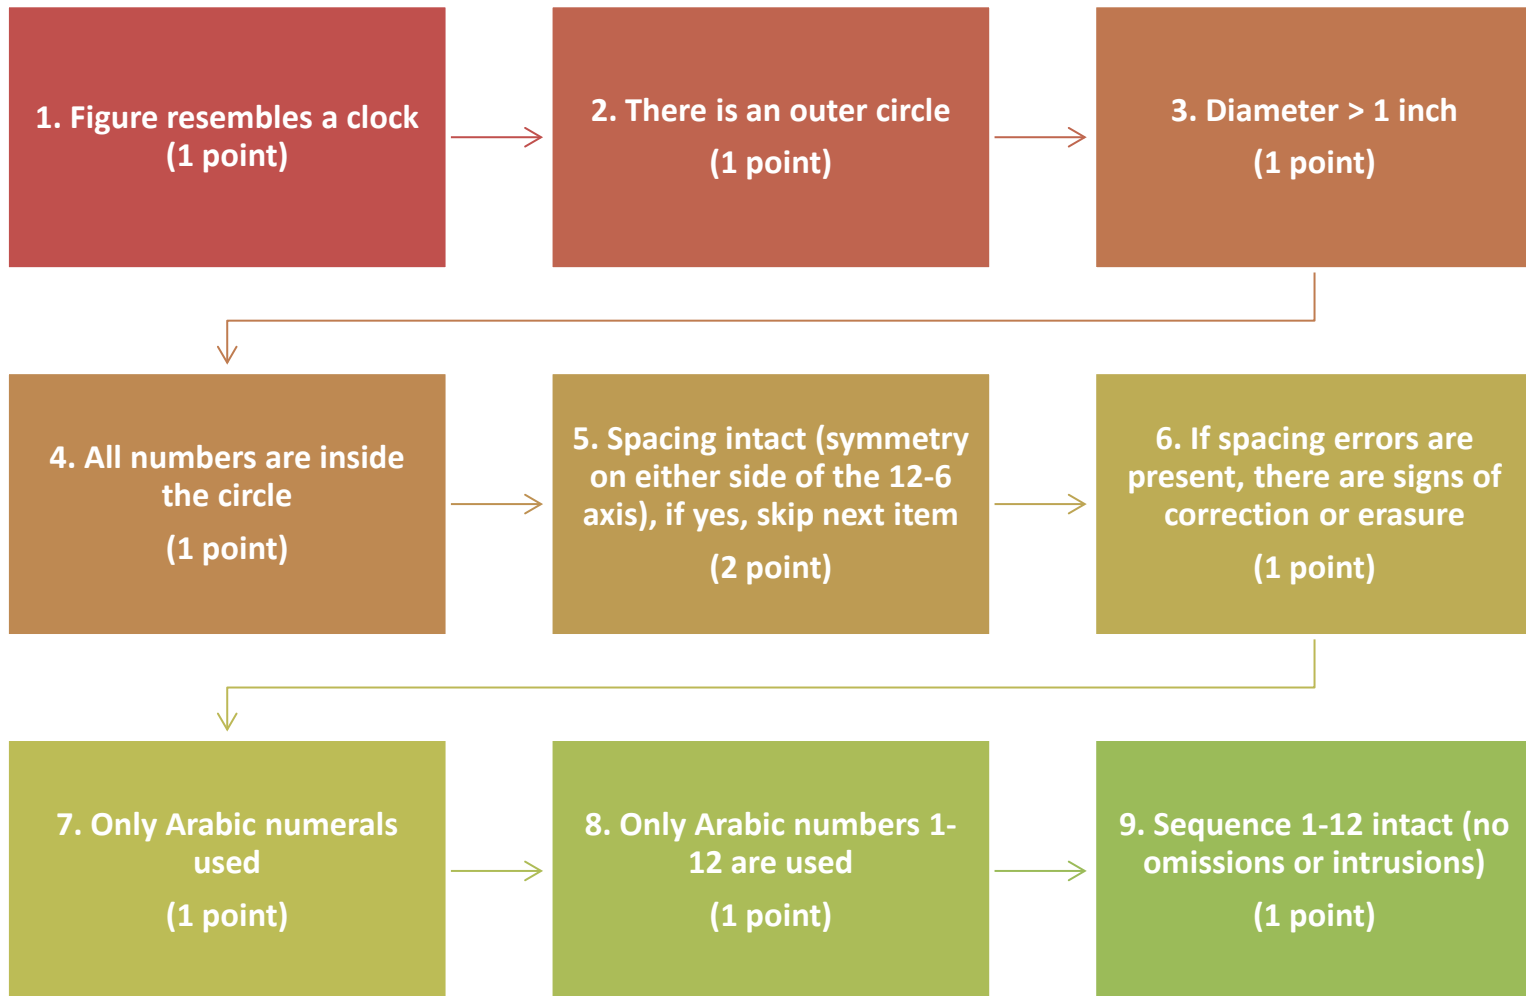 1. Figure resembles a clock
(1 point)
2. There is an outer circle
(1 point)
3. Diameter > 1 inch
(1 point)
4. All numbers are inside
the circle
(1 point)
5. Spacing intact (symmetry
on either side of the 12-6
axis), if yes, skip next item
(2 point)
6. If spacing errors are
present, there are signs of
correction or erasure
(1 point)
7. Only Arabic numerals
used
(1 point)
8. Only Arabic numbers 1-
12 are used
(1 point)
9. Sequence 1-12 intact (no
omissions or intrusions)
(1 point)